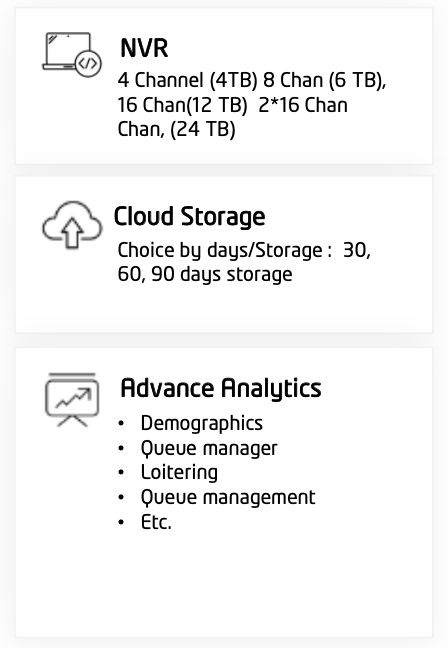 NVR
4 Channel (4TB) 8 Chan (6 TB),
16 Chan(12 TB)  2*16 Chan
Chan, (24 TB)
Cloud Storage
Choice by days/Storage :  30,
60, 90 days storage
Advance Analytics
• Demographics
• Queue manager
• Loitering
• Queue management
• Etc.